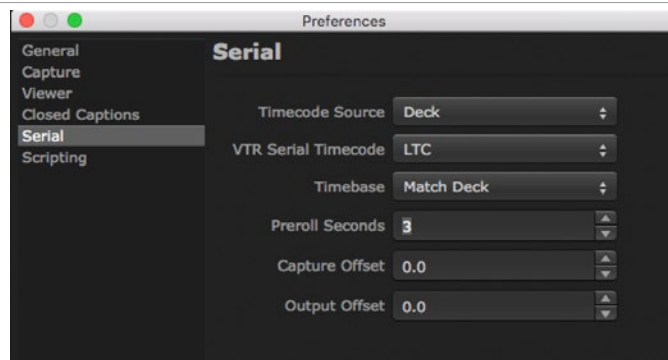 Preferences
General
Capture
Viewer
Closed Captions
Serial
Scripting
Serial
Timecode Source Deck
VTR Serial Timecode LTC
Timebase Match Deck
Preroll Seconds 3
Capture Offset 0.0
Output Offset 0.0